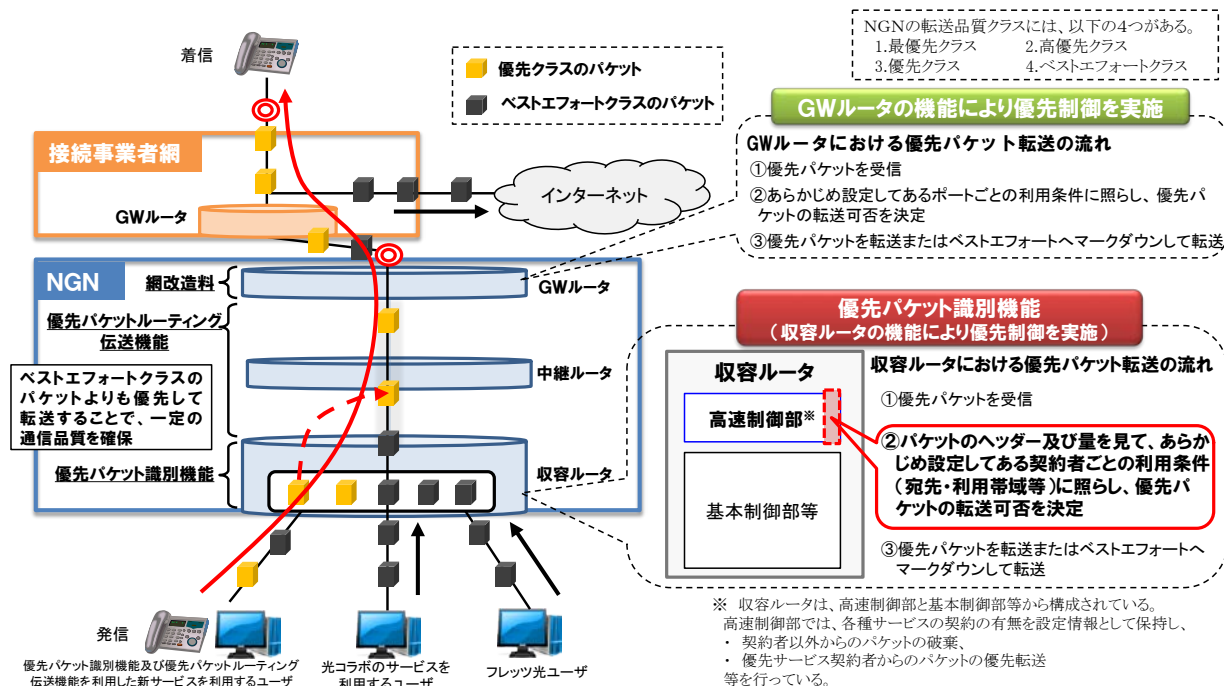 着信
優先クラスのパケット
ベストエフォートクラスのパケット
NGNの転送品質クラスには、以下の4つがある。
1.最優先クラス 2.高優先クラス
3.優先クラス 4.ベストエフォートクラス
接続事業者網
GWルータ
インターネット
GWルータの機能により優先制御を実施
GWルータにおける優先パケット転送の流れ
①優先パケットを受信
②あらかじめ設定してあるポートごとの利用条件に照らし、優先パ
ケットの転送可否を決定
③優先パケットを転送またはベストエフォートへマークダウンして転送
NGN
網改造料
GWルータ
優先パケットルーティング
伝送機能
中継ルータ
ベストエフォートクラスの
パケットよりも優先して
転送することで、一定の
通信品質を確保
優先パケット識別機能
収容ルータ
優先パケット識別機能
（収容ルータの機能により優先制御を実施）
収容ルータ
高速制御部※
基本制御部等
収容ルータにおける優先パケット転送の流れ
①優先パケットを受信
②パケットのヘッダー及び量を見て、あらか
じめ設定してある契約者ごとの利用条件
（宛先・利用帯域等）に照らし、優先パ
ケットの転送可否を決定
③優先パケットを転送またはベストエフォートへ
マークダウンして転送
発信
優先パケット識別機能及び優先パケットルーティング
伝送機能を利用した新サービスを利用するユーザ
光コラボのサービスを
利用するユーザ
フレッツ光ユーザ
※ 収容ルータは、高速制御部と基本制御部等から構成されている。
高速制御部では、各種サービスの契約の有無を設定情報として保持し、
・ 契約者以外からのパケットの破棄、
・ 優先サービス契約者からのパケットの優先転送
等を行っている。